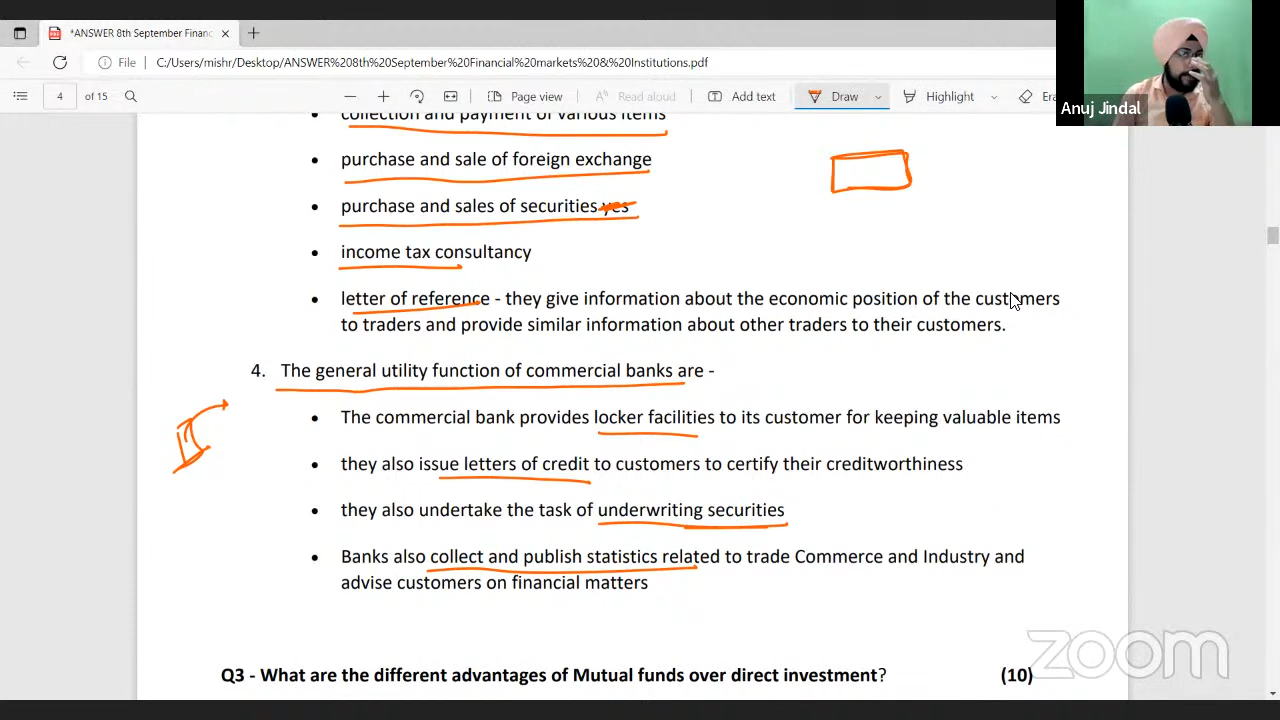 *ANSWER 8th September Financ
File
C:/Users/mishr/Desktop/ANSWER%208th%20September%20Financial%20markets%20&%20Institutions.pdf
4 of 15
Page view
Read aloud
Add text
Draw
Highlight
Era
Anuj Jindal
• collection and payment of various items
• purchase and sale of foreign exchange
• purchase and sales of securities yes
• income tax consultancy
• letter of reference - they give information about the economic position of the customers
to traders and provide similar information about other traders to their customers.
4. The general utility function of commercial banks are -
• The commercial bank provides locker facilities to its customer for keeping valuable items
• they also issue letters of credit to customers to certify their creditworthiness
• they also undertake the task of underwriting securities
• Banks also collect and publish statistics related to trade Commerce and Industry and
advise customers on financial matters
zoom
Q3 - What are the different advantages of Mutual funds over direct investment? (10)